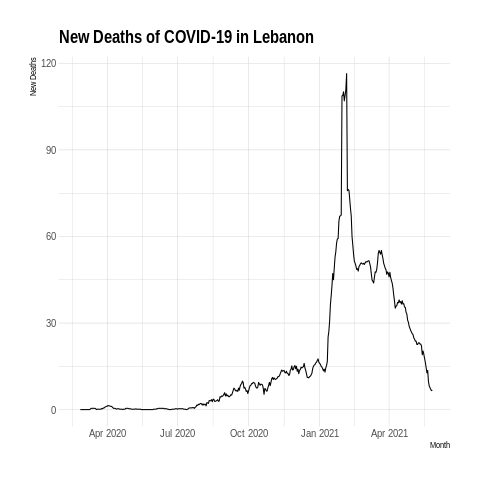 New Deaths of COVID-19 in Lebanon
New Deaths
120
90
60
30
0
Apr 2020 Jul 2020 Oct 2020 Jan 2021 Apr 2021
Month